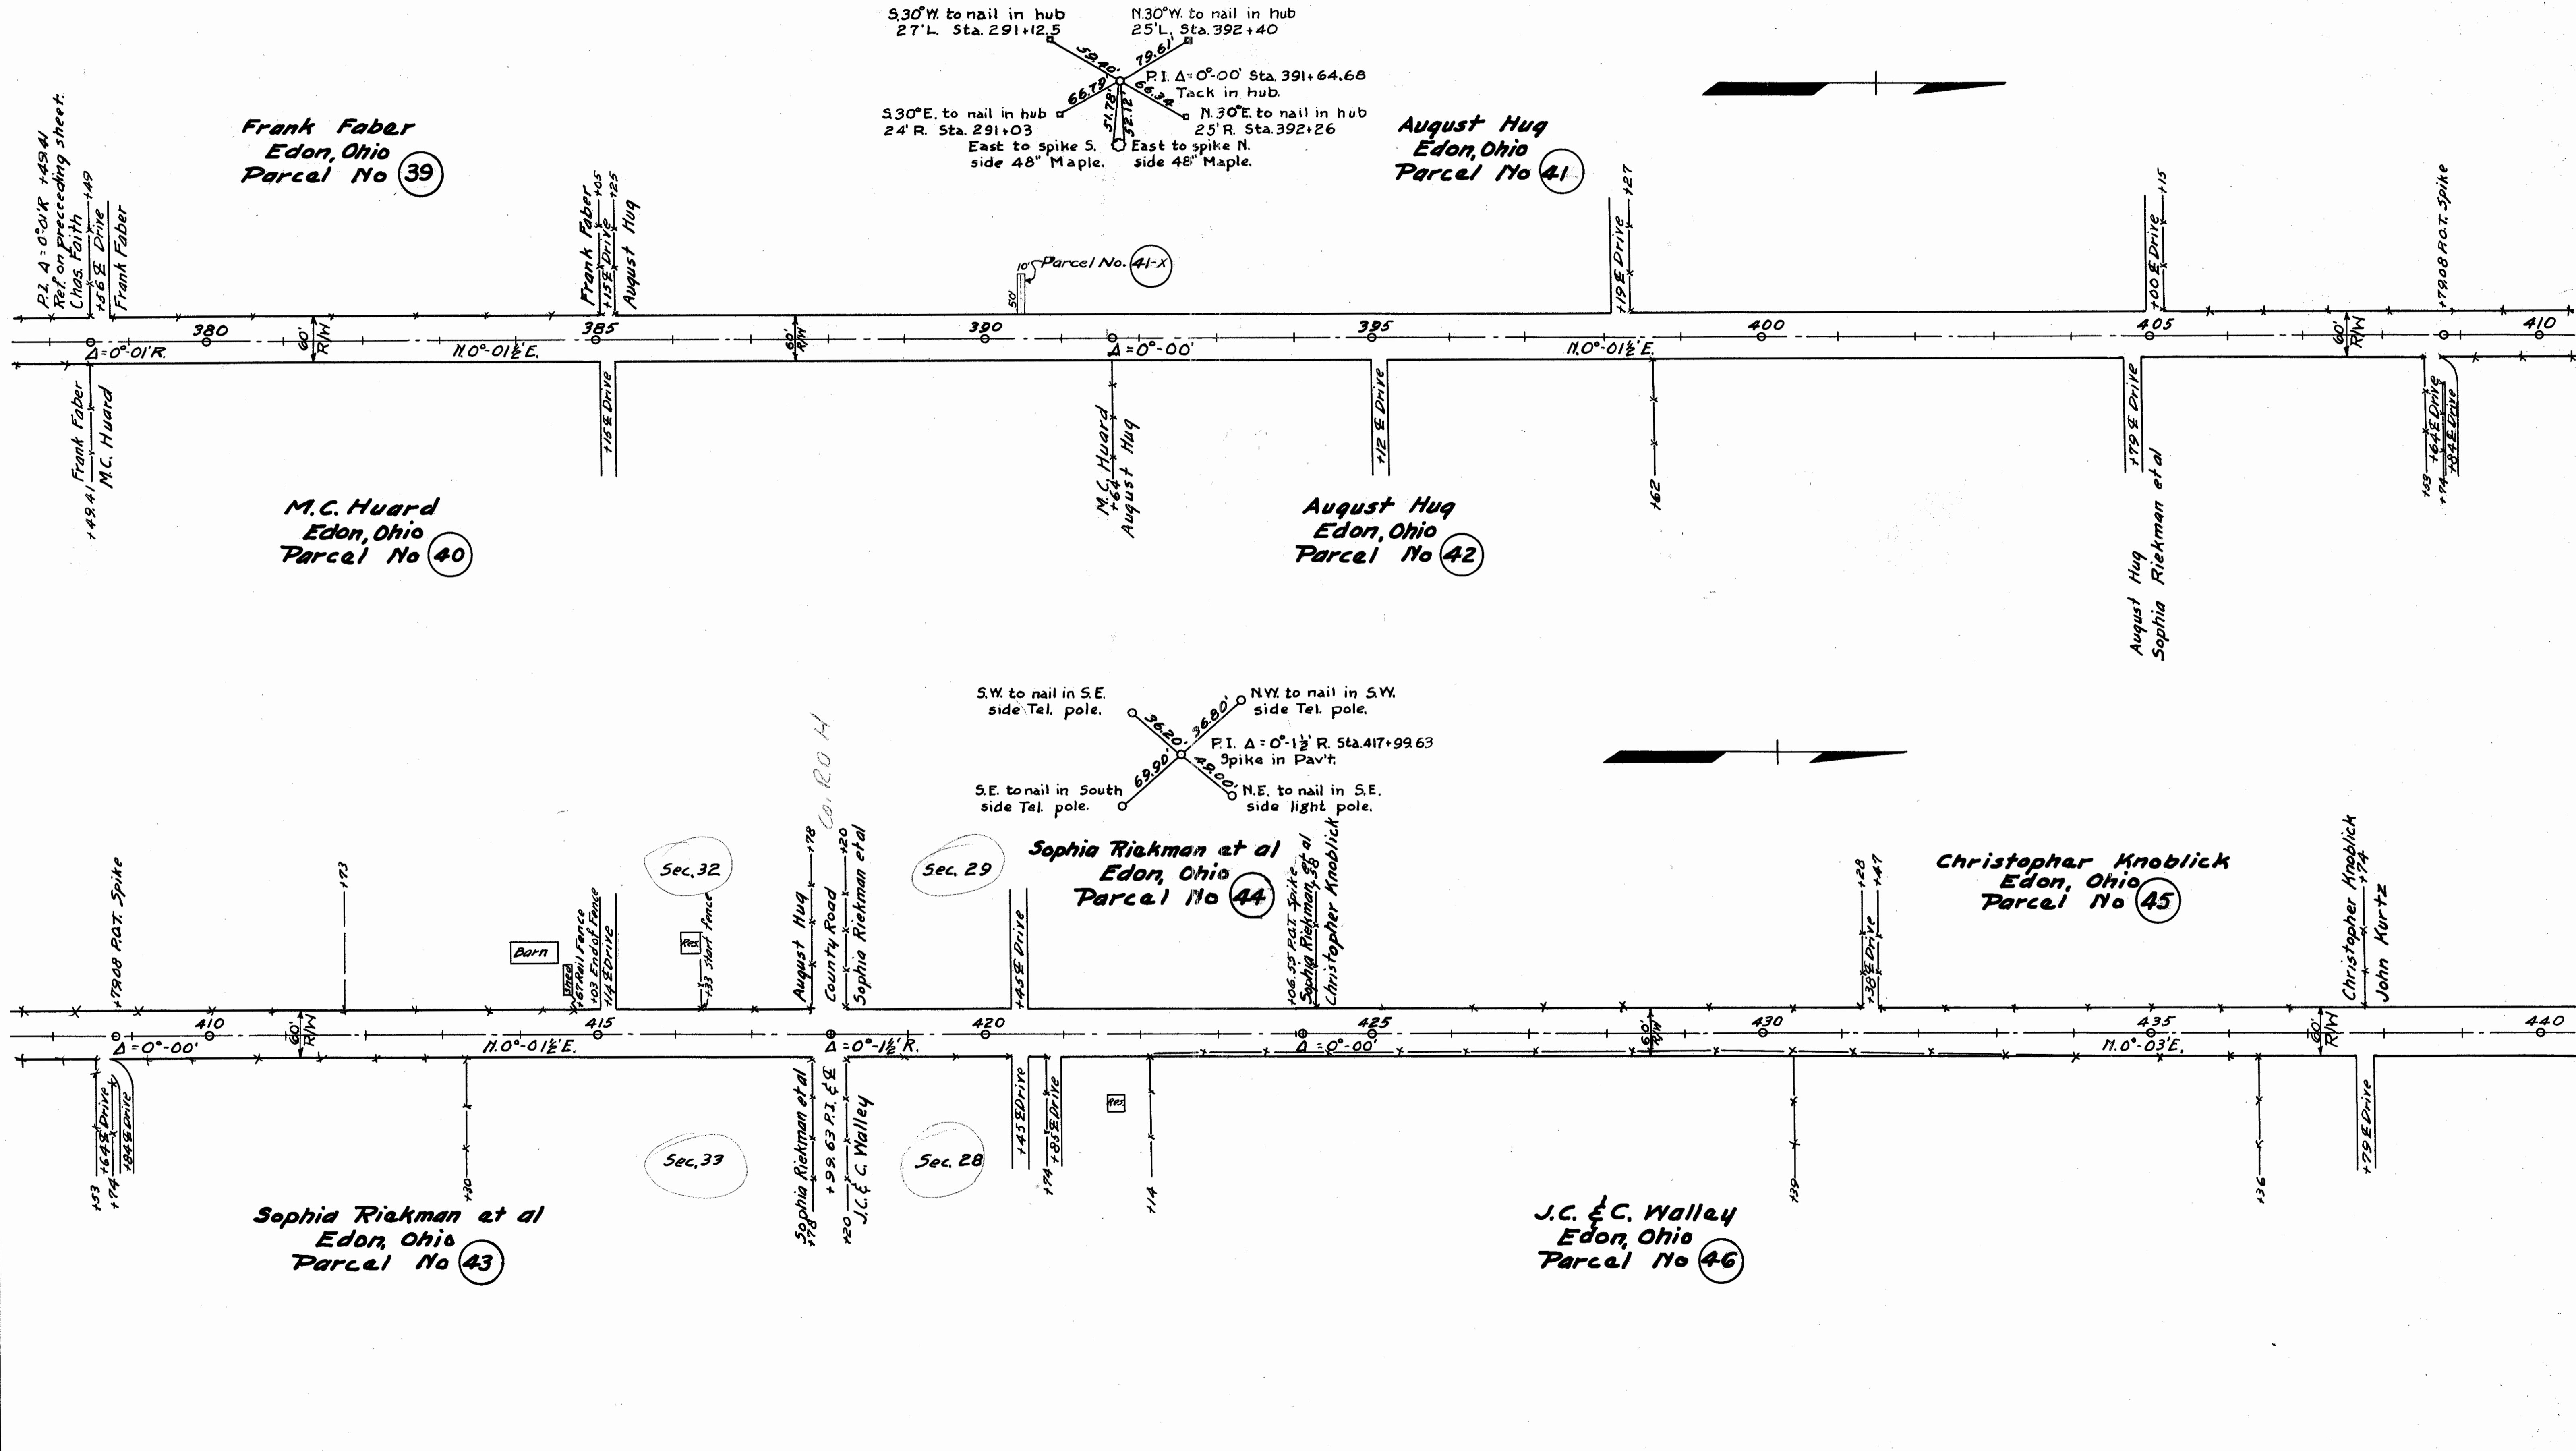 S.30°W. to nail in hub
27'L. Sta. 291+12.5
N.30°W. to nail in hub
25'L. Sta. 392+40
59.40'
79.61'
P.I. Δ=0°-00' Sta. 391+64.68
Tack in hub.
66.79'
66.34
51.78'
52.12'
S.30°E. to nail in hub
24'R. Sta. 291+03
N.30°E. to nail in hub
25'R. Sta. 392+26
East to spike S.
side 48" Maple.
East to spike N.
side 48" Maple.
Frank Faber
Edon, Ohio
Parcel No 39
August Hug
Edon, Ohio
Parcel No 41
P.I. Δ=0°-01'R +49.41
Ref. on preceeding sheet.
Chas. Faith
+49
+56 ℄ Drive
Frank Faber
Frank Faber
+05
+15 ℄ Drive
+25
August Hug
50'
10'
Parcel No. 41-X
+19 ℄ Drive
+27
+00 ℄ Drive
+15
+79.08 P.O.T. Spike
380
60'
R/W
385
60'
R/W
390
395
400
405
60'
R/W
410
Δ=0°-01'R.
N.0°-01½'E.
Δ=0°-00'
N.0°-01½'E.
+49.41
Frank Faber
M.C. Huard
+15 ℄ Drive
M.C. Huard
+64
August Hug
+12 ℄ Drive
+62
+79 ℄ Drive
August Hug
Sophia Riekman et al
+53
+64 ℄ Drive
+74
+84 ℄ Drive
M.C. Huard
Edon, Ohio
Parcel No 40
August Hug
Edon, Ohio
Parcel No 42
S.W. to nail in S.E.
side Tel. pole.
N.W. to nail in S.W.
side Tel. pole.
36.20'
36.80'
P.I. Δ=0°-1½' R. Sta.417+99.63
Spike in Pav't.
69.90'
49.00'
S.E. to nail in South
side Tel. pole.
N.E. to nail in S.E.
side light pole.
Co. RD H
Sec. 32
Sec. 29
Sophia Riekman et al
Edon, Ohio
Parcel No 44
Christopher Knoblick
Edon, Ohio
Parcel No 45
+79.08 P.O.T. Spike
+73
Barn
Shed
+67 Rail Fence
+03 End of Fence
+14 ℄ Drive
Res.
+33 Start Fence
August Hug
+78
County Road
+20
Sophia Riekman et al
+45 ℄ Drive
+06.55 P.O.T. Spike
Sophia Riekman, et al
+38
Christopher Knoblick
+28
+38 ℄ Drive
+47
Christopher Knoblick
+74
John Kurtz
410
60'
R/W
415
420
425
60'
R/W
430
435
60'
R/W
440
Δ=0°-00'
N.0°-01½'E.
Δ=0°-1½'R.
Δ=0°-00'
N.0°-03'E.
+53
+64 ℄ Drive
+74
+84 ℄ Drive
+30
Sec. 33
Sophia Riekman et al
+78
+99.63 P.I. & ℄
+20
J.C. & C. Walley
Sec. 28
+45 ℄ Drive
+74
+85 ℄ Drive
Res.
+14
+39
+36
+79 ℄ Drive
Sophia Riekman et al
Edon, Ohio
Parcel No 43
J.C. & C. Walley
Edon, Ohio
Parcel No 46